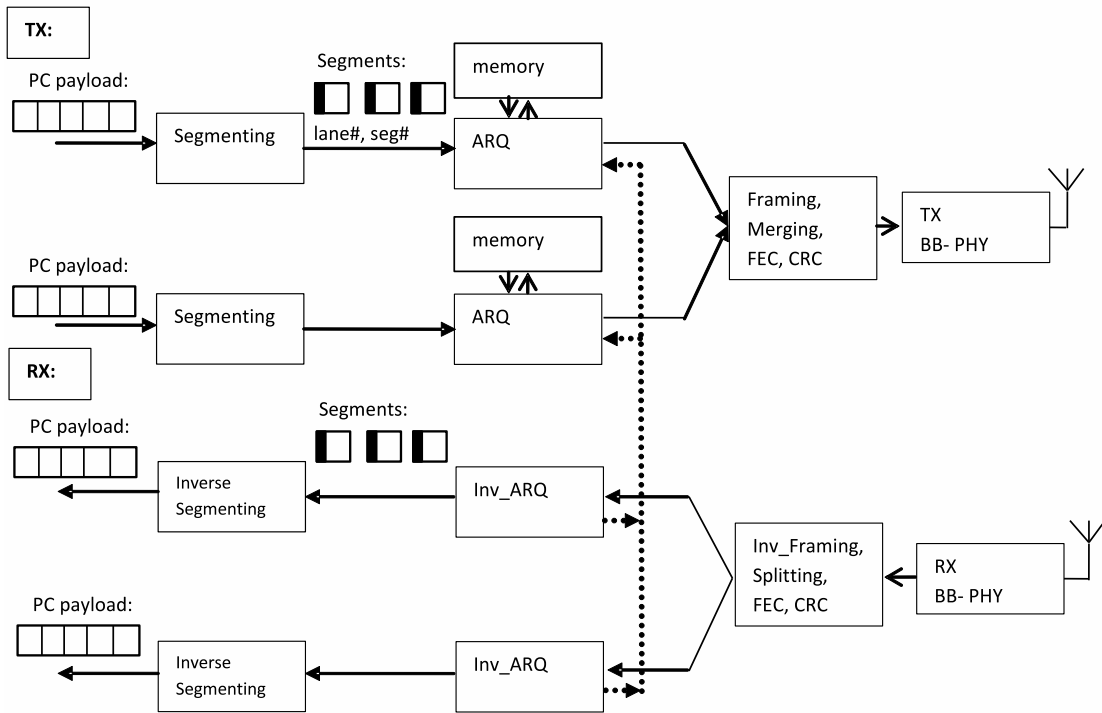 TX:
PC payload:
Segments:
memory
Segmenting
lane#, seg#
ARQ
Framing,
Merging,
FEC, CRC
TX
BB- PHY
memory
PC payload:
Segmenting
ARQ
RX:
PC payload:
Segments:
Inverse
Segmenting
Inv_ARQ
Inv_Framing,
Splitting,
FEC, CRC
RX
BB- PHY
PC payload:
Inverse
Segmenting
Inv_ARQ